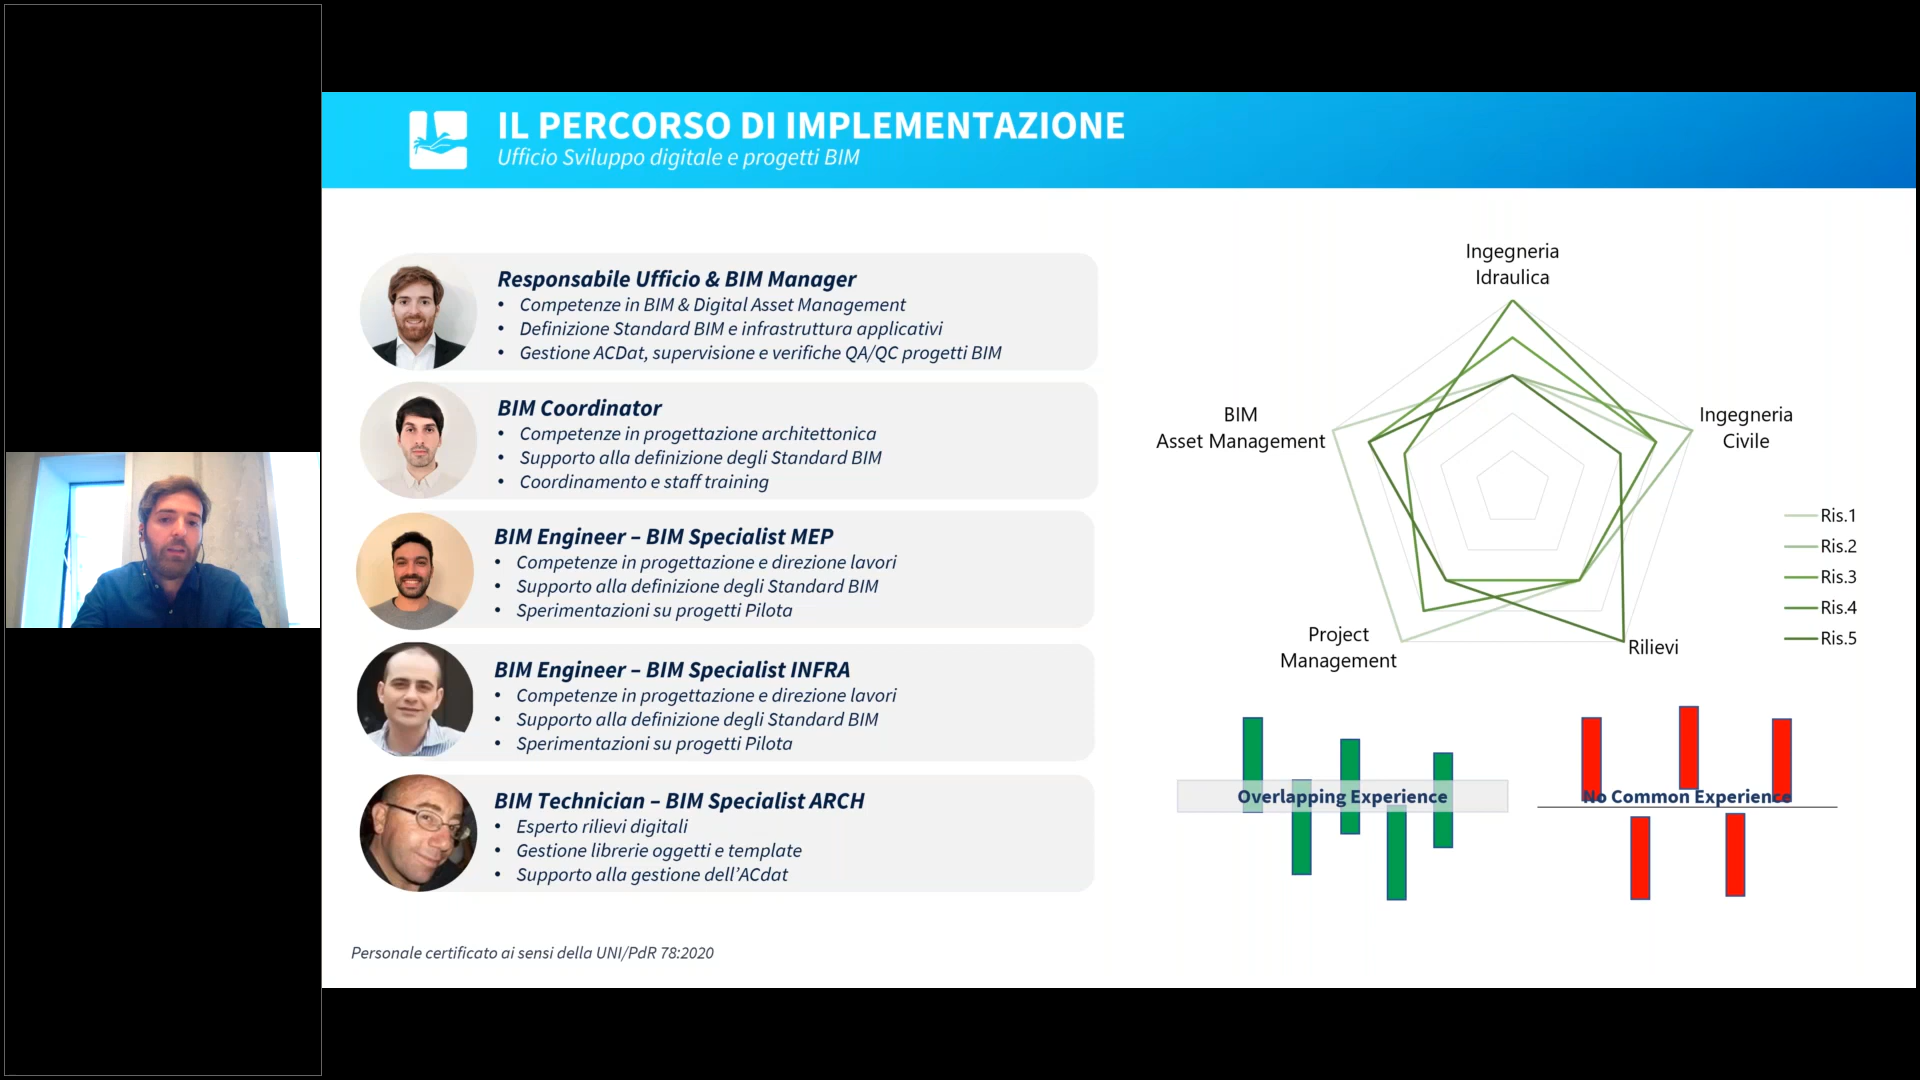 IL PERCORSO DI IMPLEMENTAZIONE
Ufficio Sviluppo digitale e progetti BIM
Responsabile Ufficio & BIM Manager
• Competenze in BIM & Digital Asset Management
• Definizione Standard BIM e infrastruttura applicativi
• Gestione ACDat, supervisione e verifiche QA/QC progetti BIM
BIM Coordinator
• Competenze in progettazione architettonica
• Supporto alla definizione degli Standard BIM
• Coordinamento e staff training
BIM Engineer – BIM Specialist MEP
• Competenze in progettazione e direzione lavori
• Supporto alla definizione degli Standard BIM
• Sperimentazioni su progetti Pilota
BIM Engineer – BIM Specialist INFRA
• Competenze in progettazione e direzione lavori
• Supporto alla definizione degli Standard BIM
• Sperimentazioni su progetti Pilota
BIM Technician – BIM Specialist ARCH
• Esperto rilievi digitali
• Gestione librerie oggetti e template
• Supporto alla gestione dell’ACdat
Personale certificato ai sensi della UNI/PdR 78:2020
Ingegneria
Idraulica
BIM
Asset Management
Ingegneria
Civile
Project
Management
Rilievi
Ris.1
Ris.2
Ris.3
Ris.4
Ris.5
Overlapping Experience
No Common Experience